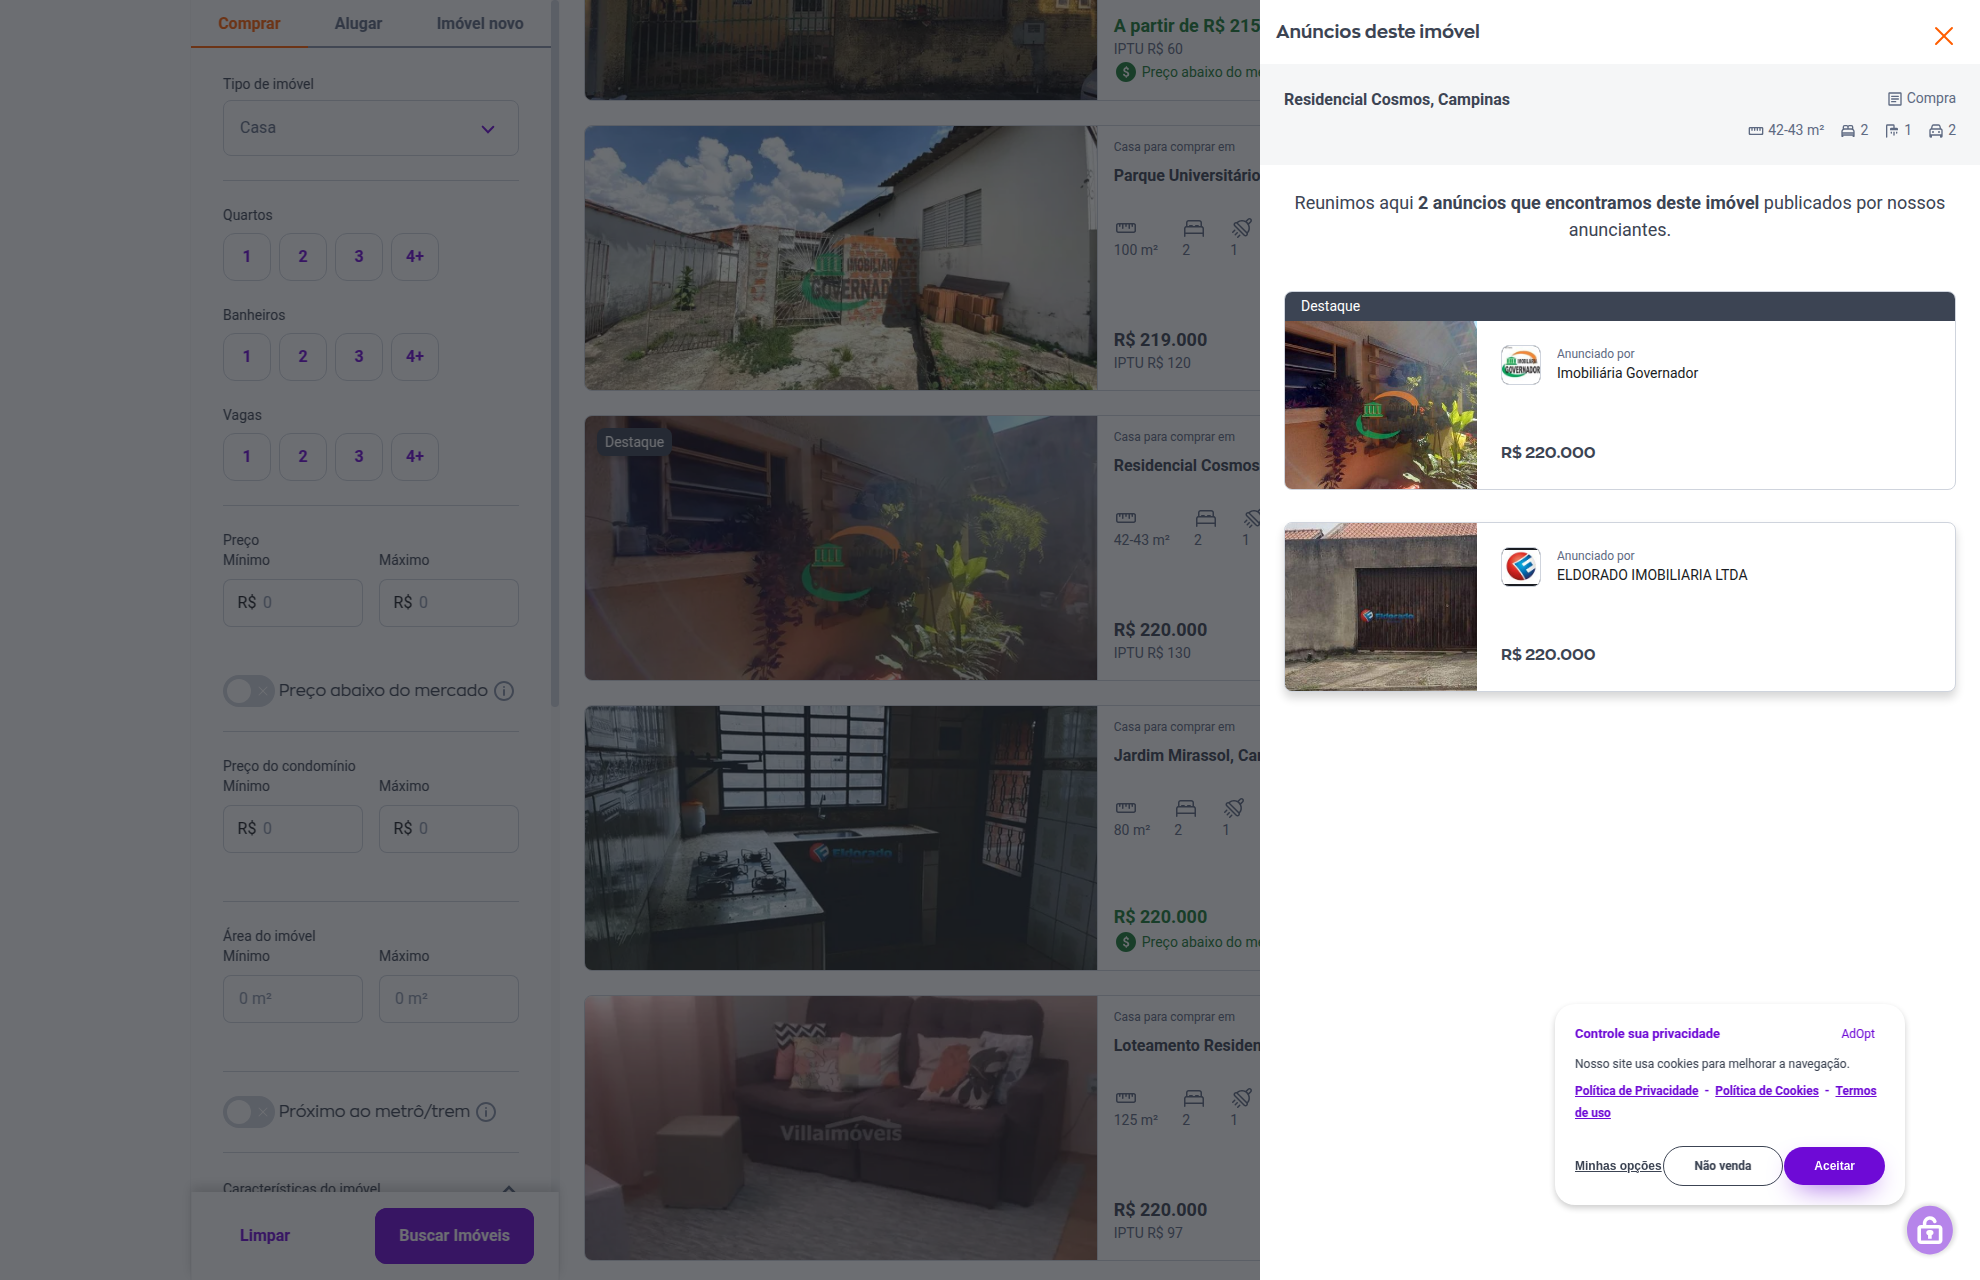 Comprar
Alugar
Imóvel novo
Tipo de imóvel
Casa
Quartos
1
2
3
4+
Banheiros
1
2
3
4+
Vagas
1
2
3
4+
Preço
Mínimo
Máximo
R$ 0
R$ 0
Preço abaixo do mercado
Preço do condomínio
Mínimo
Máximo
R$ 0
R$ 0
Área do imóvel
Mínimo
Máximo
0 m²
0 m²
Próximo ao metrô/trem
Características do imóvel
Limpar
Buscar Imóveis
A partir de R$ 215
IPTU R$ 60
Preço abaixo do me
IMOBILIARIA
GOVERNADOR
Casa para comprar em
Parque Universitário
100 m²
2
1
R$ 219.000
IPTU R$ 120
Destaque
Casa para comprar em
Residencial Cosmos
42-43 m²
2
1
R$ 220.000
IPTU R$ 130
Eldorado
Casa para comprar em
Jardim Mirassol, Ca
80 m²
2
1
R$ 220.000
Preço abaixo do me
Villaimóveis
Casa para comprar em
Loteamento Residen
125 m²
2
1
R$ 220.000
IPTU R$ 97
Anúncios deste imóvel
Residencial Cosmos, Campinas
Compra
42-43 m²
2
1
2
Reunimos aqui 2 anúncios que encontramos deste imóvel publicados por nossos
anunciantes.
Destaque
IMOBILIARIA
GOVERNADOR
Anunciado por
Imobiliária Governador
R$ 220.000
Eldorado
Anunciado por
ELDORADO IMOBILIARIA LTDA
R$ 220.000
Controle sua privacidade
AdOpt
Nosso site usa cookies para melhorar a navegação.
Política de Privacidade - Política de Cookies - Termos
de uso
Minhas opções
Não venda
Aceitar